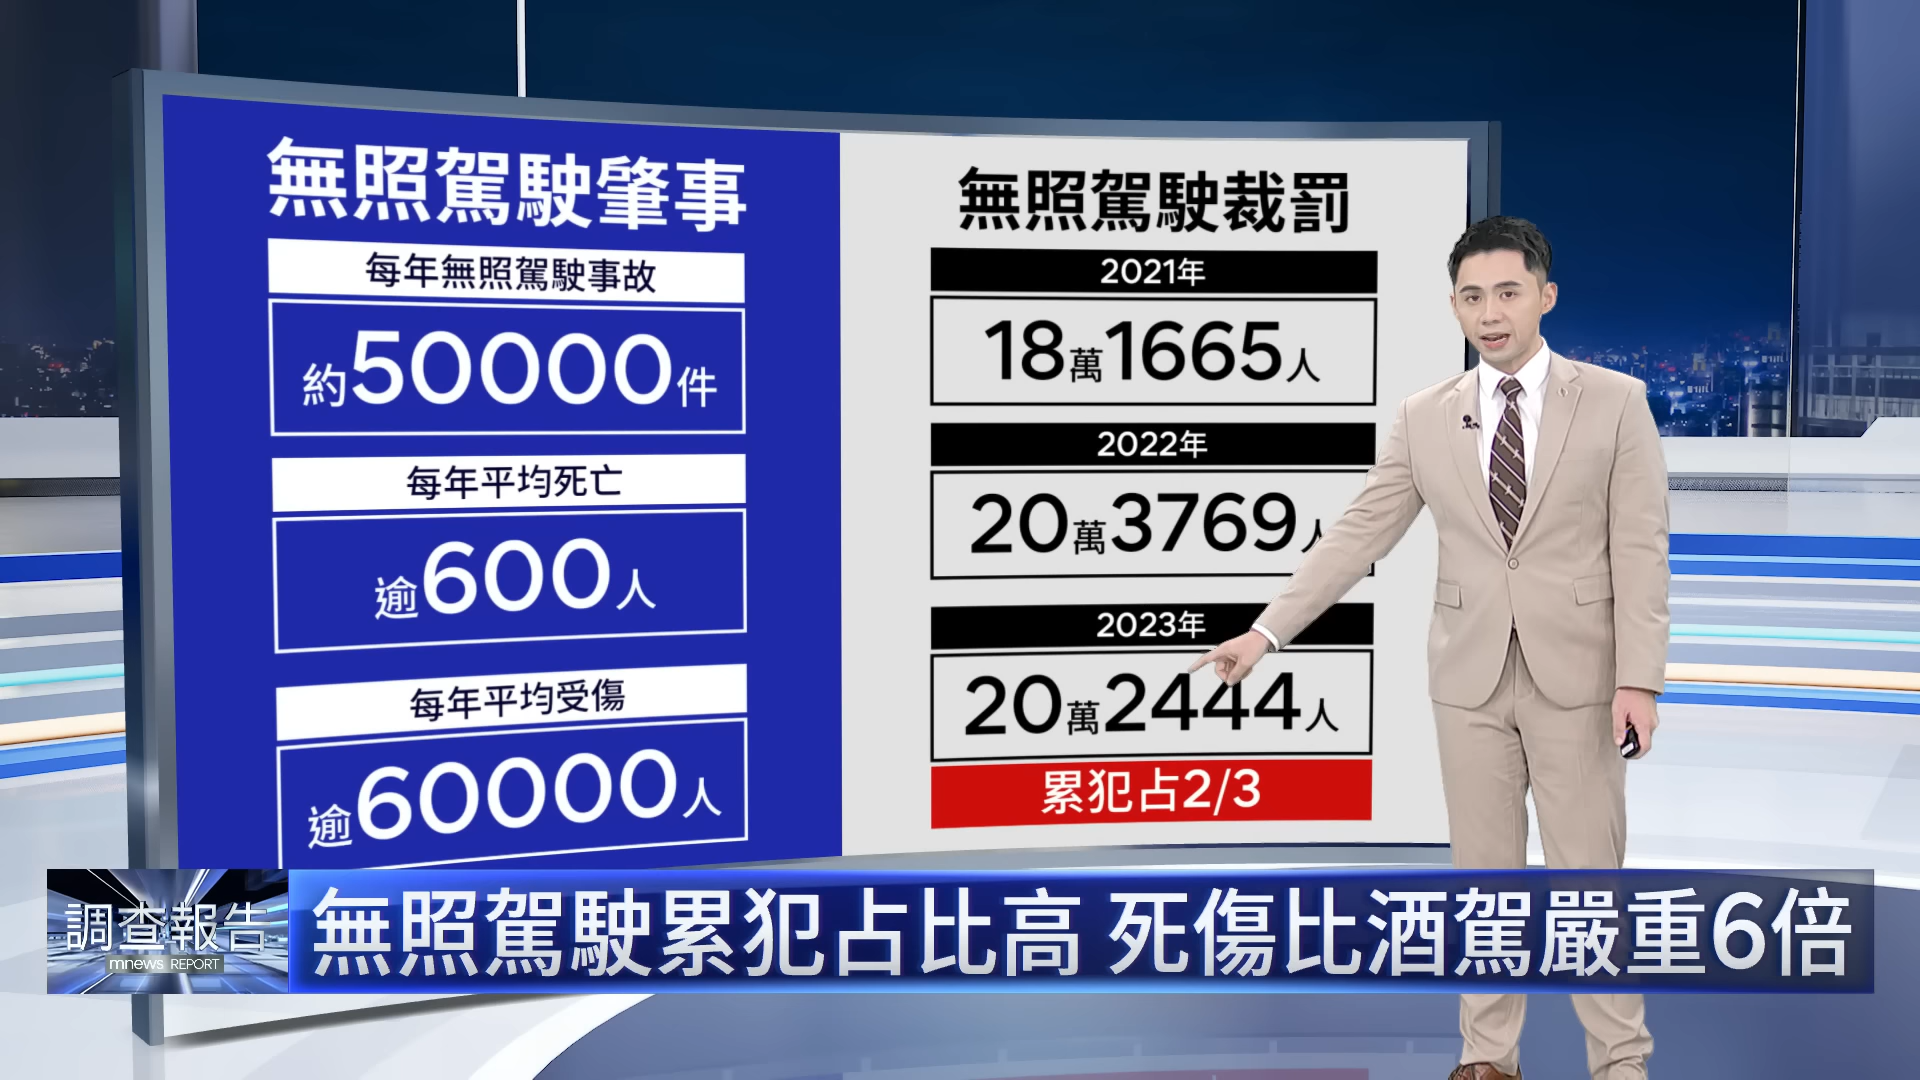 無照駕駛肇事
每年無照駕駛事故
約50000件
每年平均死亡
逾600人
每年平均受傷
逾60000人
無照駕駛裁罰
2021年
18萬1665人
2022年
20萬3769人
2023年
20萬2444人
累犯占2/3
調查報告
mnews REPORT
無照駕駛累犯占比高 死傷比酒駕嚴重6倍